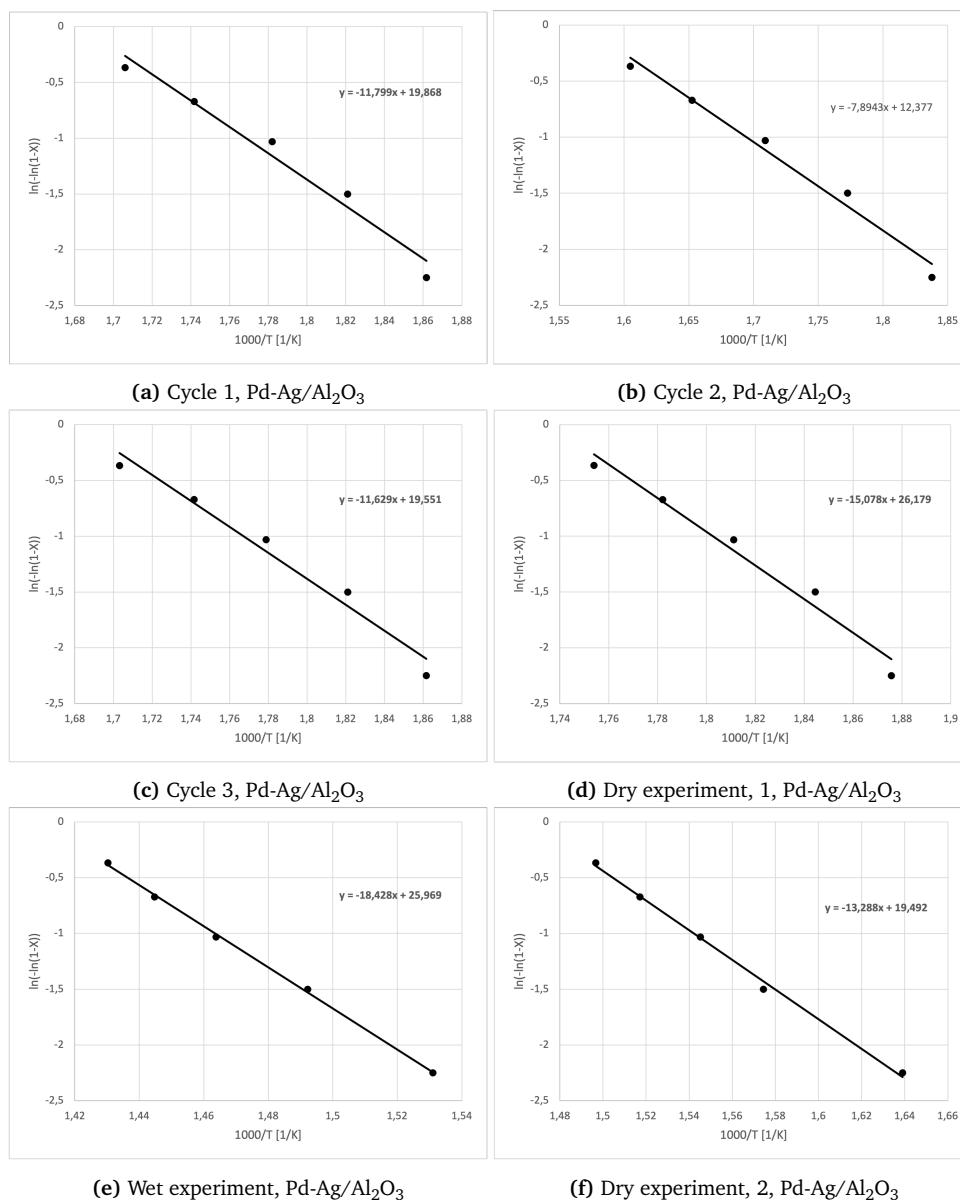 0
-0,5
y = -11,799x + 19,868
-1
-1,5
-2
-2,5
ln(-ln(1-X))
1,68 1,7 1,72 1,74 1,76 1,78 1,8 1,82 1,84 1,86 1,88
1000/T [1/K]
(a) Cycle 1, Pd-Ag/Al₂O₃
0
-0,5
y = -7,8943x + 12,377
-1
-1,5
-2
-2,5
ln(-ln(1-X))
1,55 1,6 1,65 1,7 1,75 1,8 1,85
1000/T [1/K]
(b) Cycle 2, Pd-Ag/Al₂O₃
0
-0,5
y = -11,629x + 19,551
-1
-1,5
-2
-2,5
ln(-ln(1-X))
1,68 1,7 1,72 1,74 1,76 1,78 1,8 1,82 1,84 1,86 1,88
1000/T [1/K]
(c) Cycle 3, Pd-Ag/Al₂O₃
0
-0,5
y = -15,078x + 26,179
-1
-1,5
-2
-2,5
ln(-ln(1-X))
1,74 1,76 1,78 1,8 1,82 1,84 1,86 1,88 1,9
1000/T [1/K]
(d) Dry experiment, 1, Pd-Ag/Al₂O₃
0
-0,5
y = -18,428x + 25,969
-1
-1,5
-2
-2,5
ln(-ln(1-X))
1,42 1,44 1,46 1,48 1,5 1,52 1,54
1000/T [1/K]
(e) Wet experiment, Pd-Ag/Al₂O₃
0
-0,5
y = -13,288x + 19,492
-1
-1,5
-2
-2,5
ln(-ln(1-X))
1,48 1,5 1,52 1,54 1,56 1,58 1,6 1,62 1,64 1,66
1000/T [1/K]
(f) Dry experiment, 2, Pd-Ag/Al₂O₃